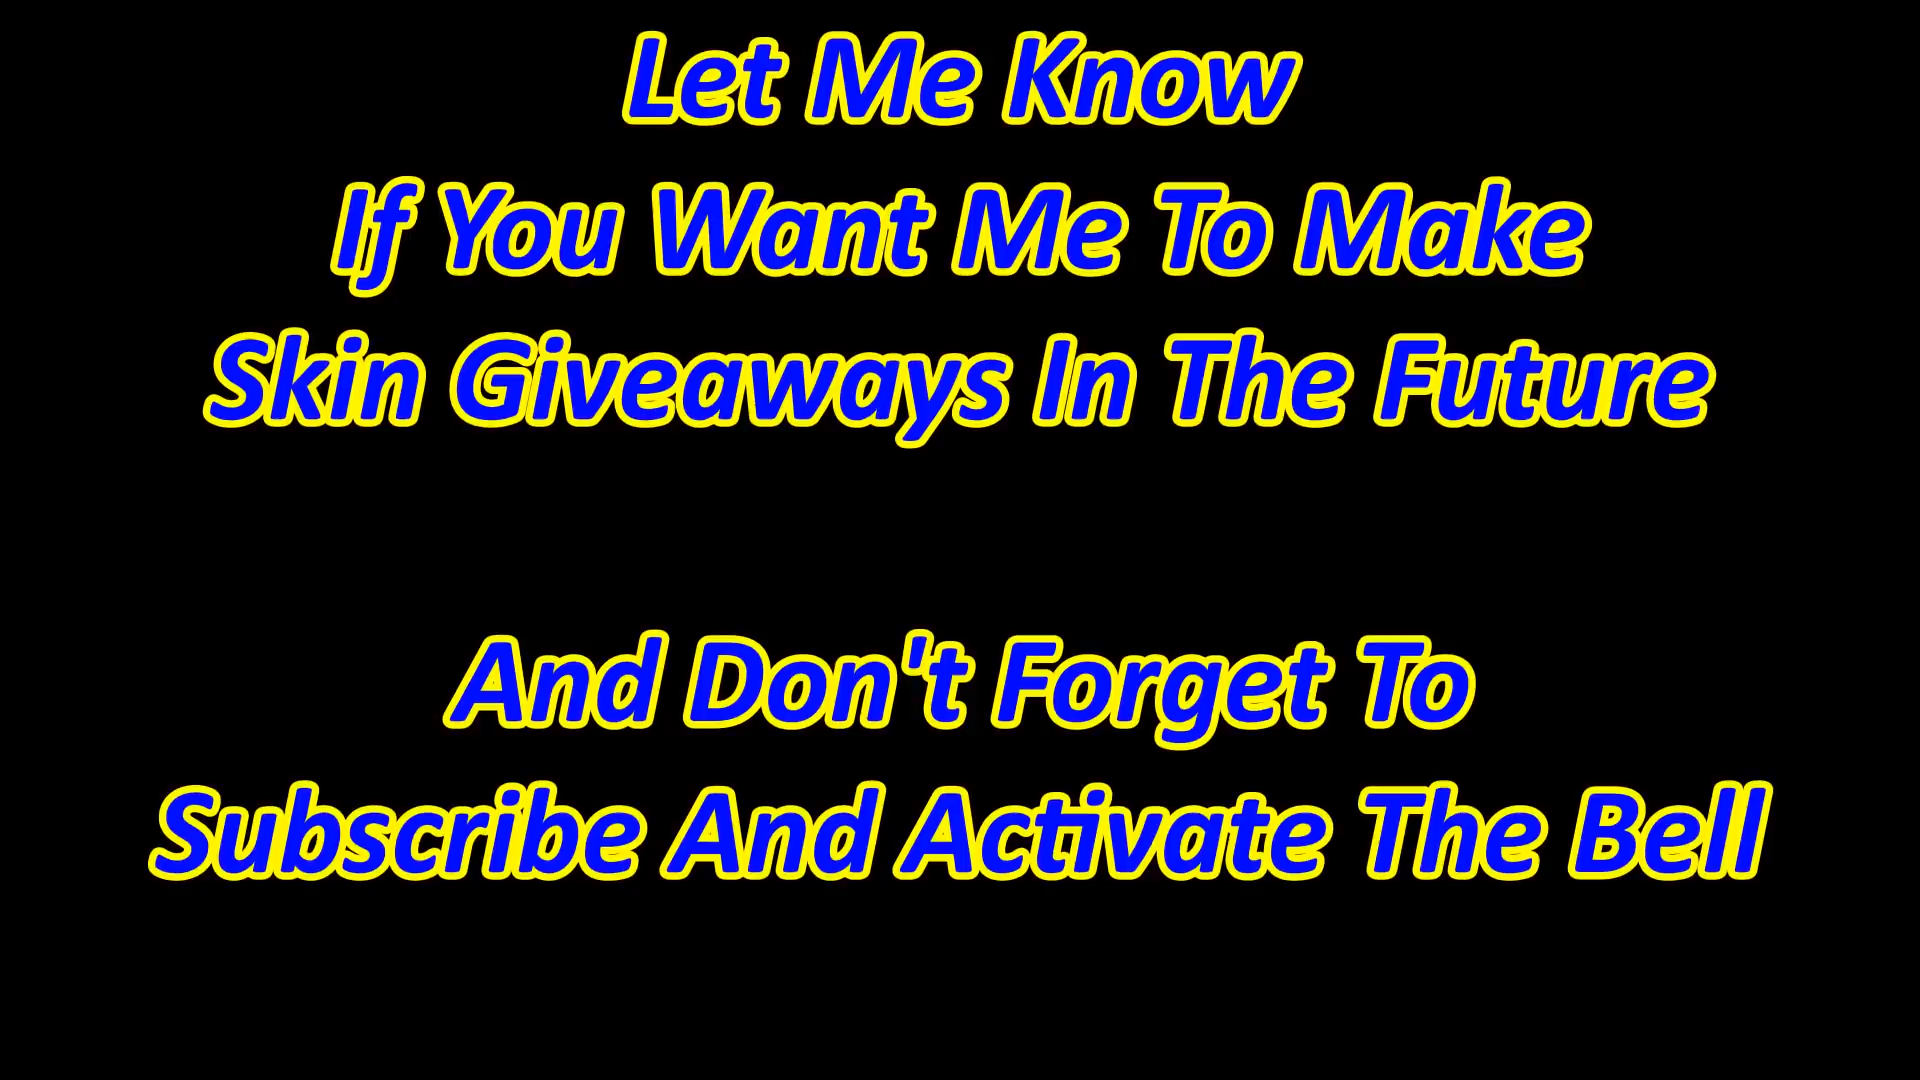 Let Me Know
If You Want Me To Make
Skin Giveaways In The Future
And Don't Forget To
Subscribe And Activate The Bell